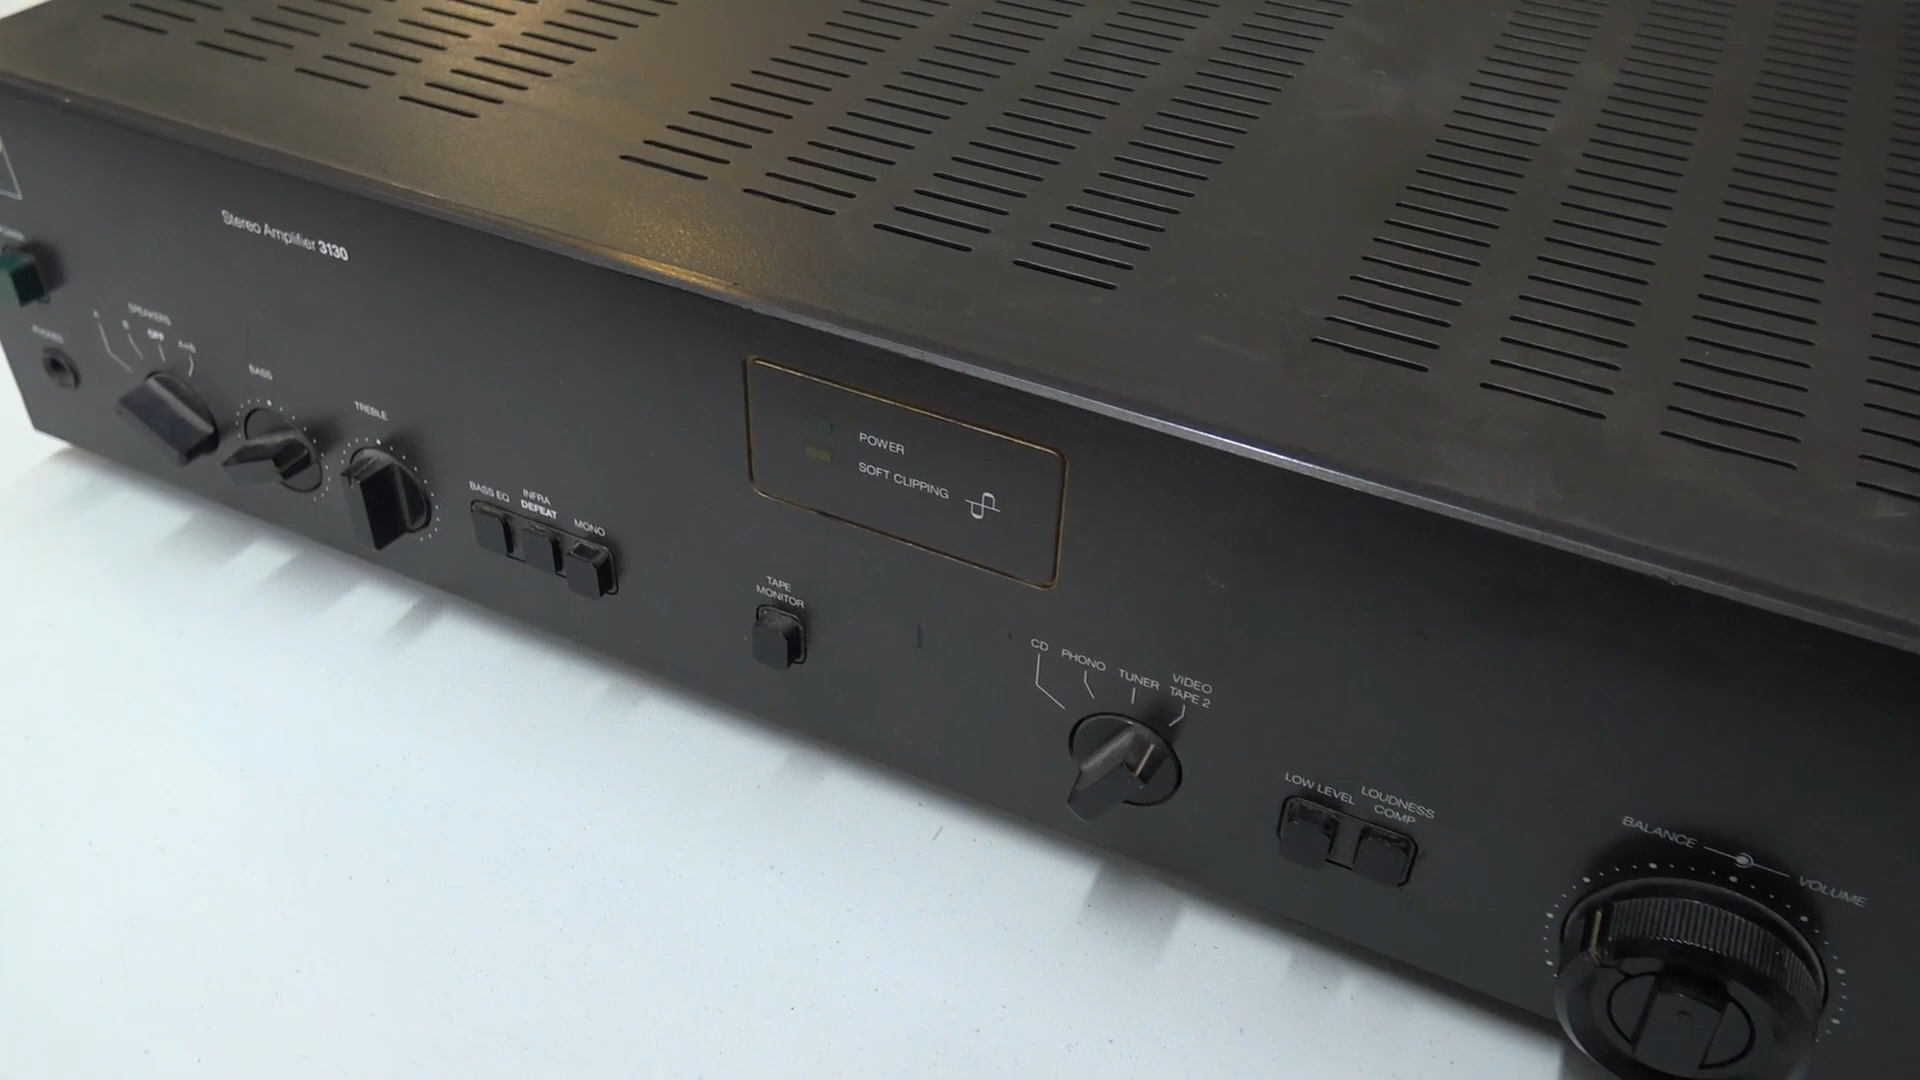 Stereo Amplifier 3130
SPEAKERS
A
B
OFF
A+B
BASS
TREBLE
BASS EQ
INFRA
DEFEAT
MONO
POWER
SOFT CLIPPING
TAPE
MONITOR
CD
PHONO
TUNER
VIDEO
TAPE 2
LOW LEVEL
LOUDNESS
COMP
BALANCE
VOLUME